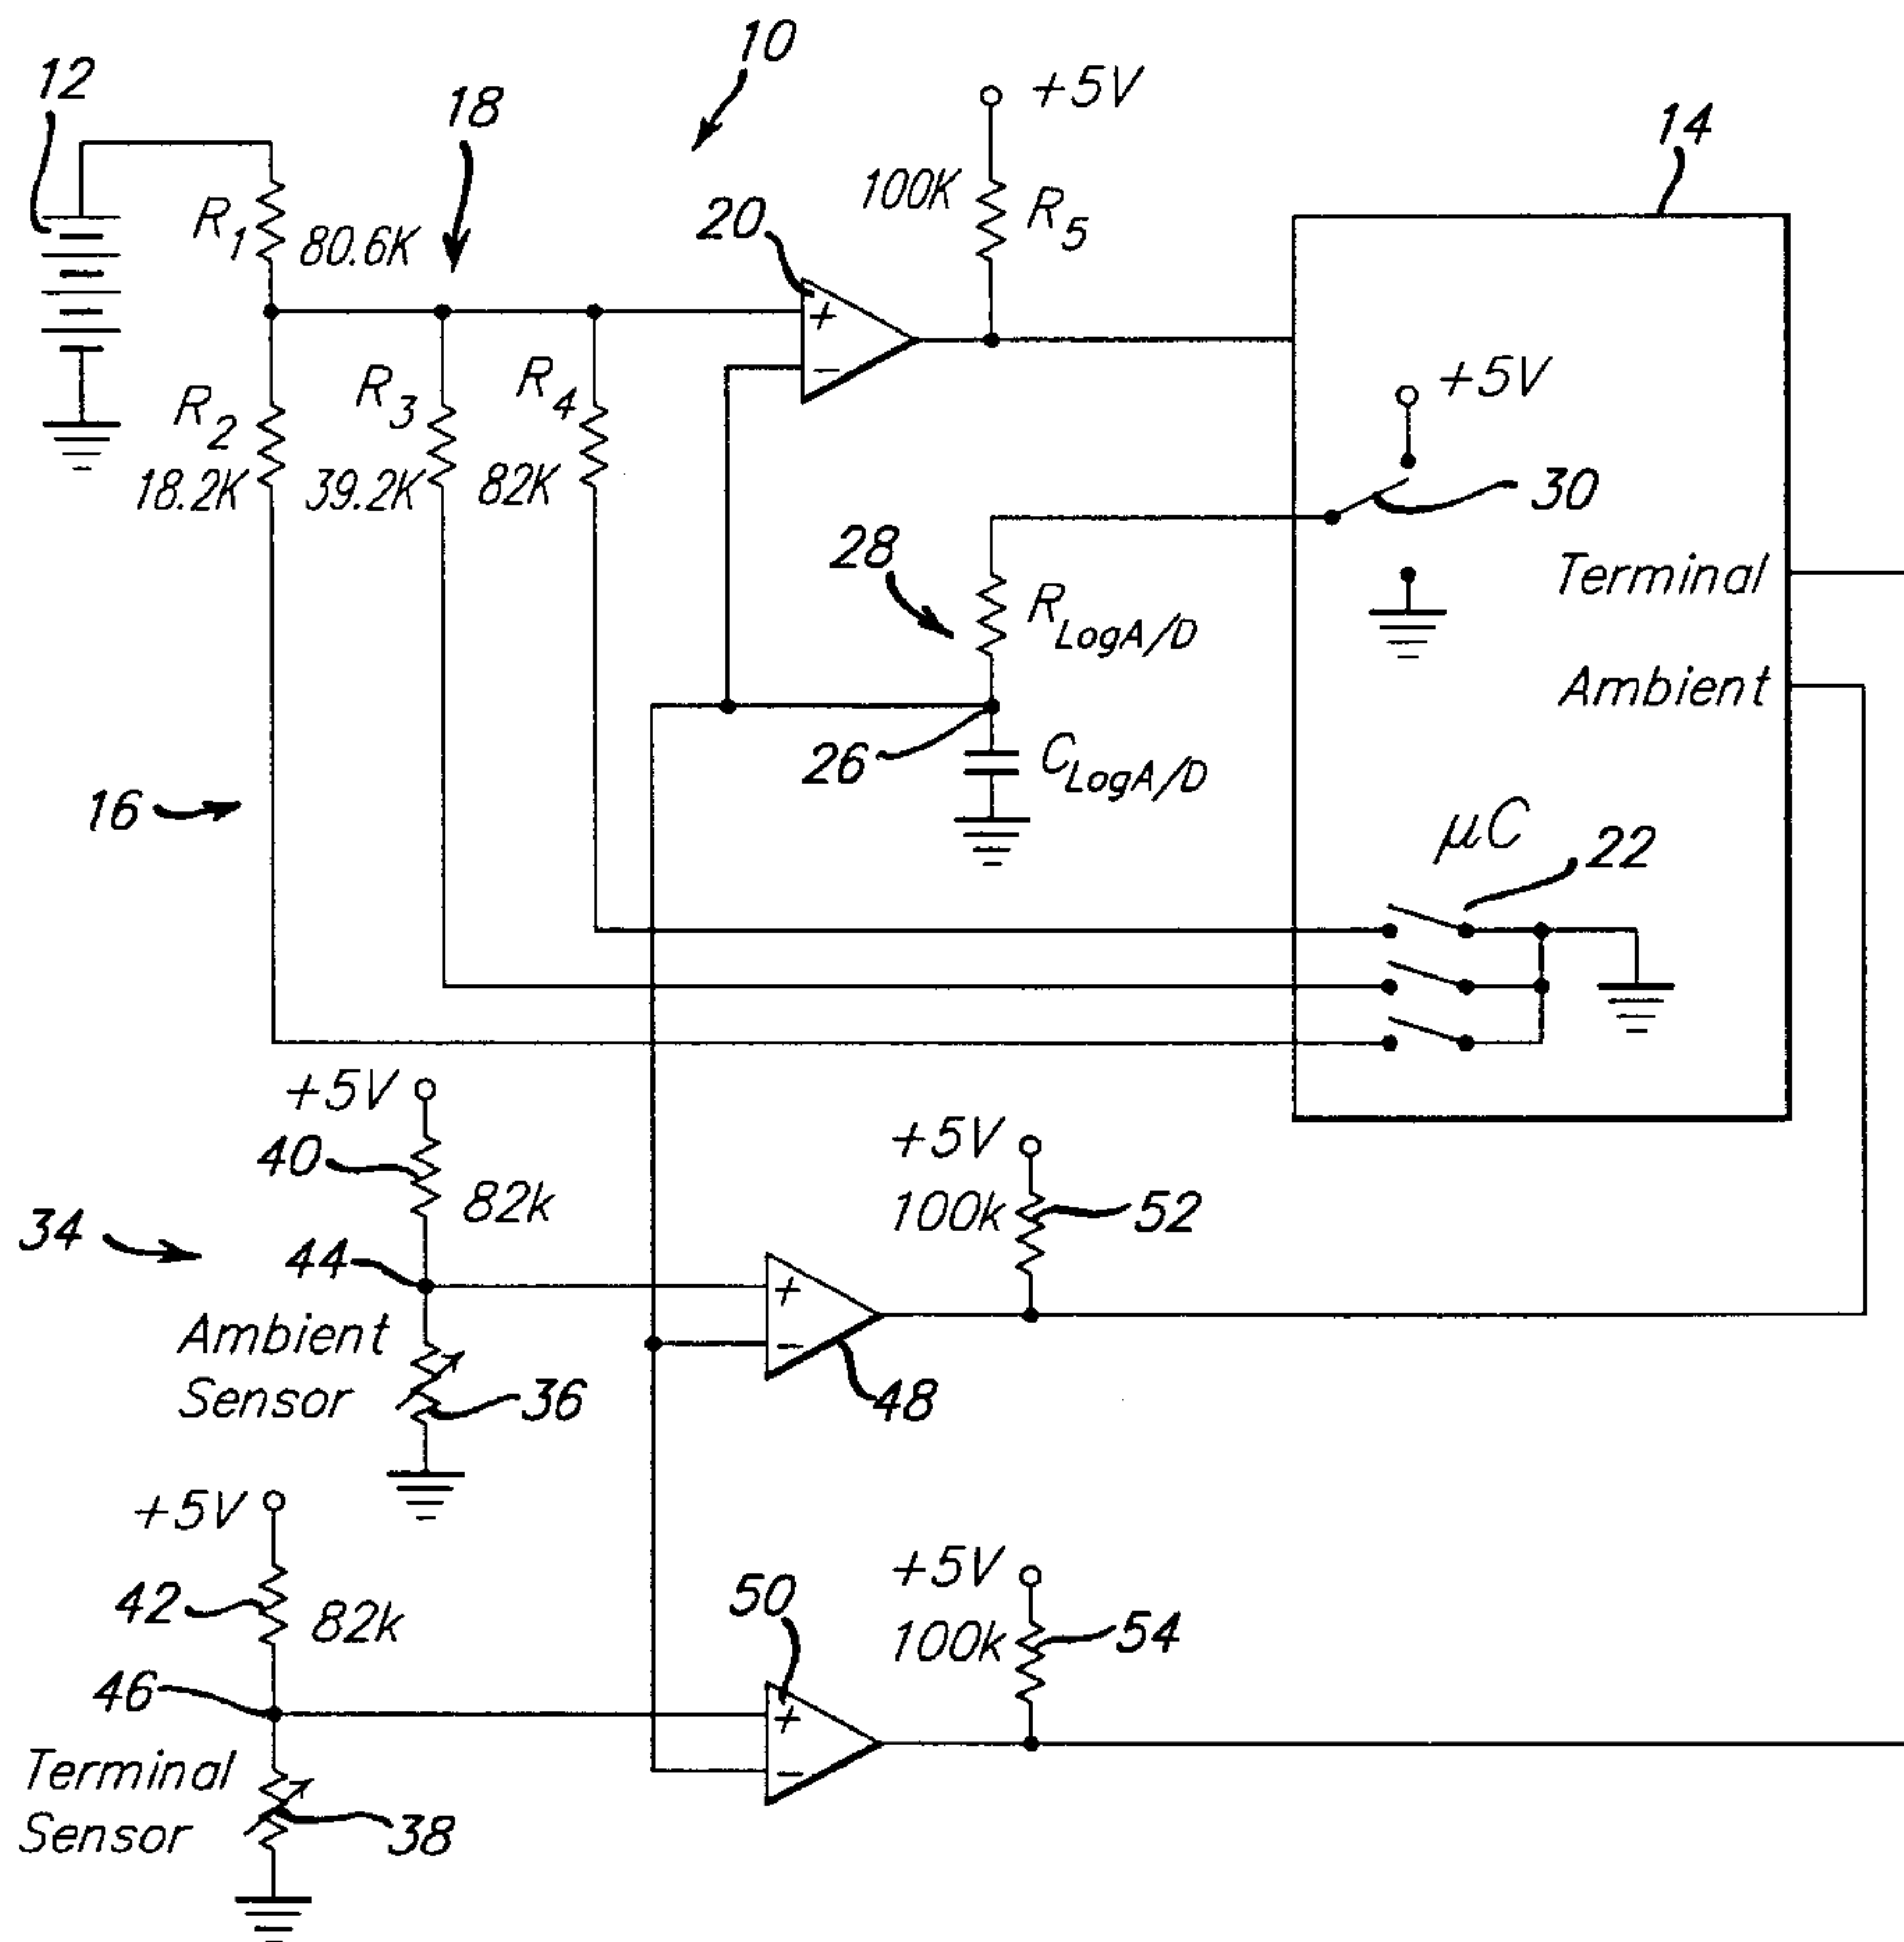 10
12
18
+5V
14
100K
R5
R1
80.6K
20
+
−
R2
18.2K
R3
39.2K
R4
82K
+5V
30
28
RLogA/D
Terminal
Ambient
26
CLogA/D
16
μC
22
+5V
40
82k
34
44
Ambient
Sensor
36
+5V
100k
52
+
−
48
+5V
42
82k
46
Terminal
Sensor
38
50
+5V
100k
54
+
−